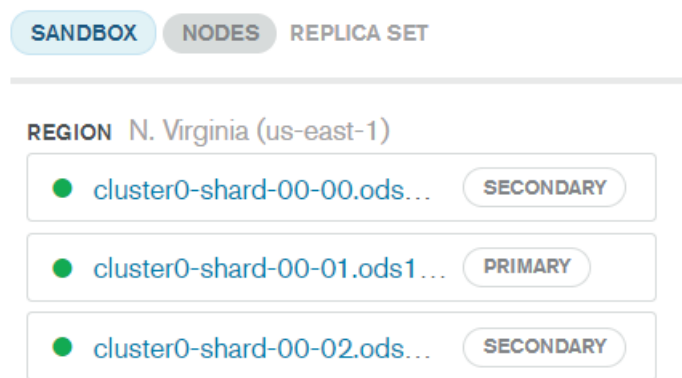 SANDBOX NODES REPLICA SET
REGION N. Virginia (us-east-1)
cluster0-shard-00-00.ods... SECONDARY
cluster0-shard-00-01.ods1... PRIMARY
cluster0-shard-00-02.ods... SECONDARY